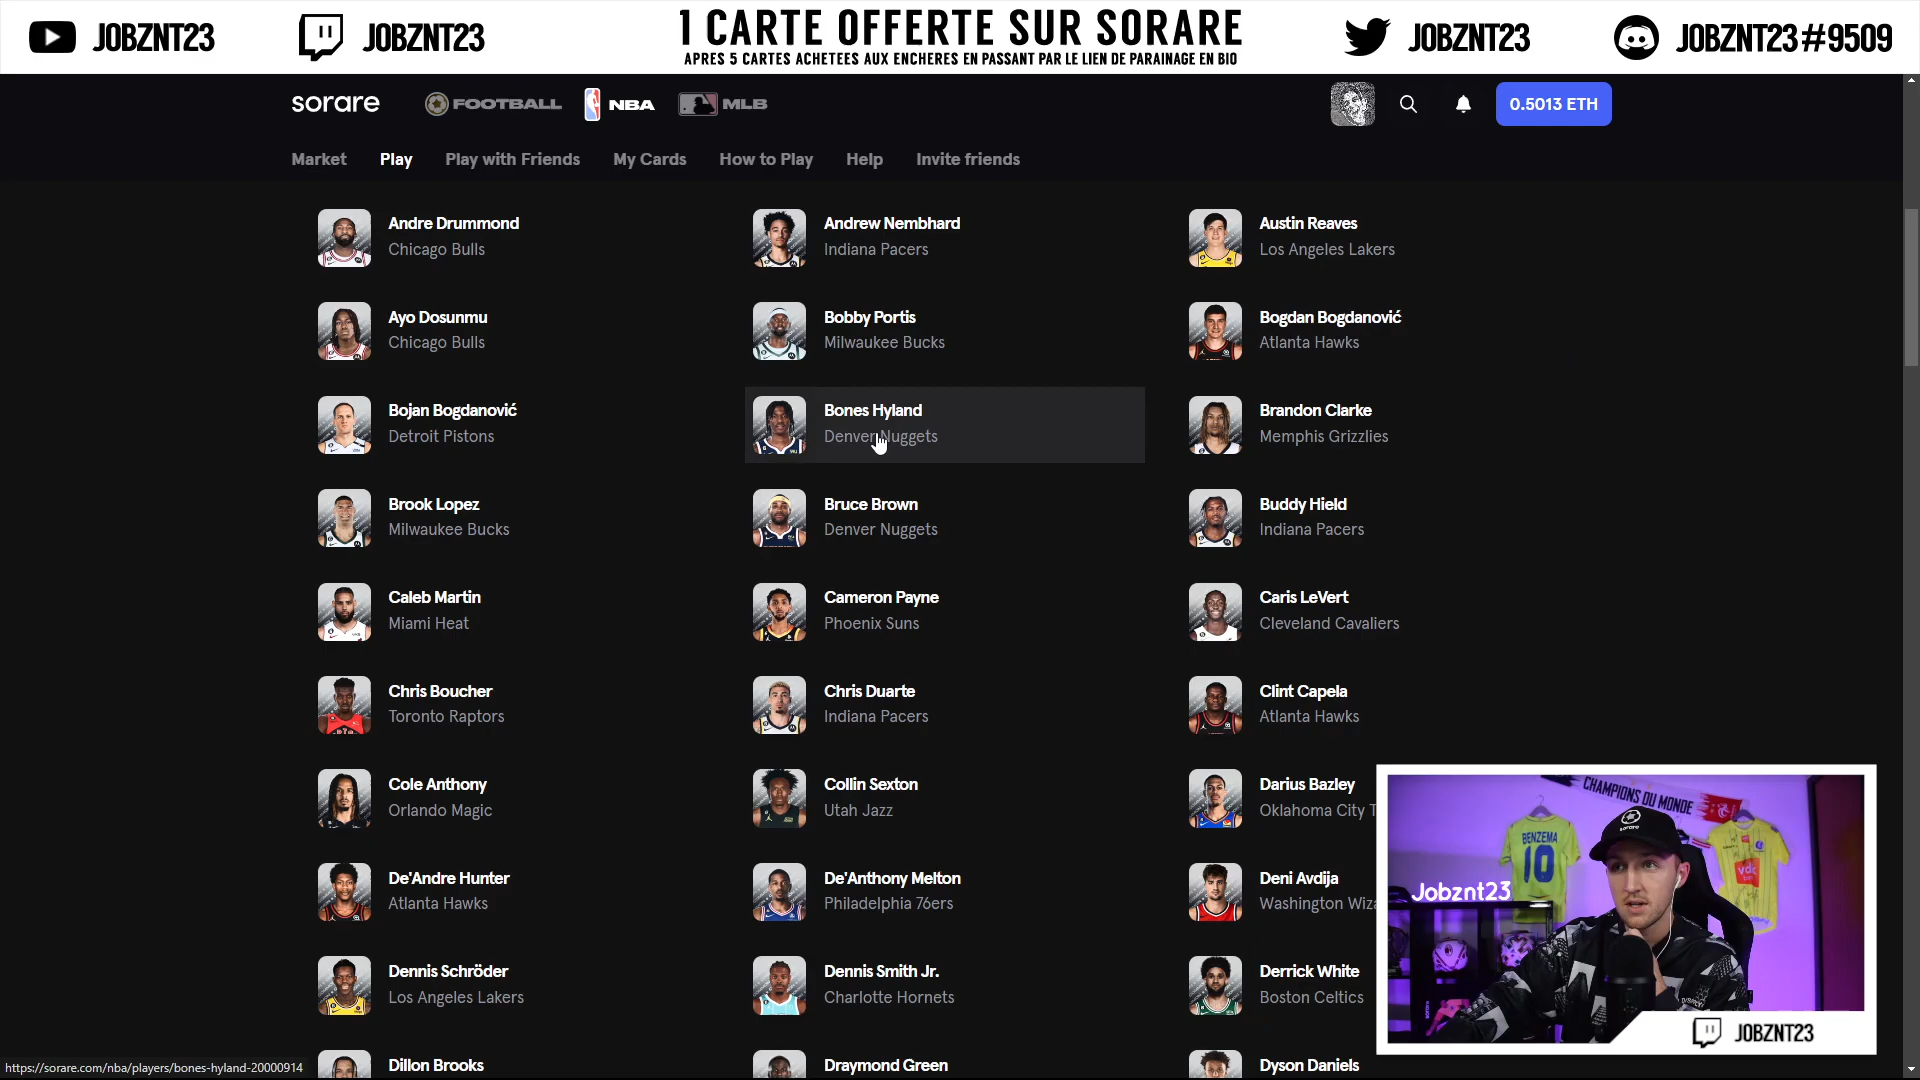 JOBZNT23
JOBZNT23
1 CARTE OFFERTE SUR SORARE
APRES 5 CARTES ACHETEES AUX ENCHERES EN PASSANT PAR LE LIEN DE PARAINAGE EN BIO
JOBZNT23
JOBZNT23#9509
sorare
FOOTBALL
NBA
MLB
0.5013 ETH
Market
Play
Play with Friends
My Cards
How to Play
Help
Invite friends
Andre Drummond
Chicago Bulls
Andrew Nembhard
Indiana Pacers
Austin Reaves
Los Angeles Lakers
Ayo Dosunmu
Chicago Bulls
Bobby Portis
Milwaukee Bucks
Bogdan Bogdanović
Atlanta Hawks
Bojan Bogdanović
Detroit Pistons
Bones Hyland
Denver Nuggets
Brandon Clarke
Memphis Grizzlies
Brook Lopez
Milwaukee Bucks
Bruce Brown
Denver Nuggets
Buddy Hield
Indiana Pacers
Caleb Martin
Miami Heat
Cameron Payne
Phoenix Suns
Caris LeVert
Cleveland Cavaliers
Chris Boucher
Toronto Raptors
Chris Duarte
Indiana Pacers
Clint Capela
Atlanta Hawks
Cole Anthony
Orlando Magic
Collin Sexton
Utah Jazz
Darius Bazley
Oklahoma City T
De'Andre Hunter
Atlanta Hawks
De'Anthony Melton
Philadelphia 76ers
Deni Avdija
Washington Wiza
Dennis Schröder
Los Angeles Lakers
Dennis Smith Jr.
Charlotte Hornets
Derrick White
Boston Celtics
Dillon Brooks
Draymond Green
Dyson Daniels
CHAMPIONS DU MONDE
BENZEMA
10
sorare
vdk
Jobznt23
JOBZNT23
https://sorare.com/nba/players/bones-hyland-20000914